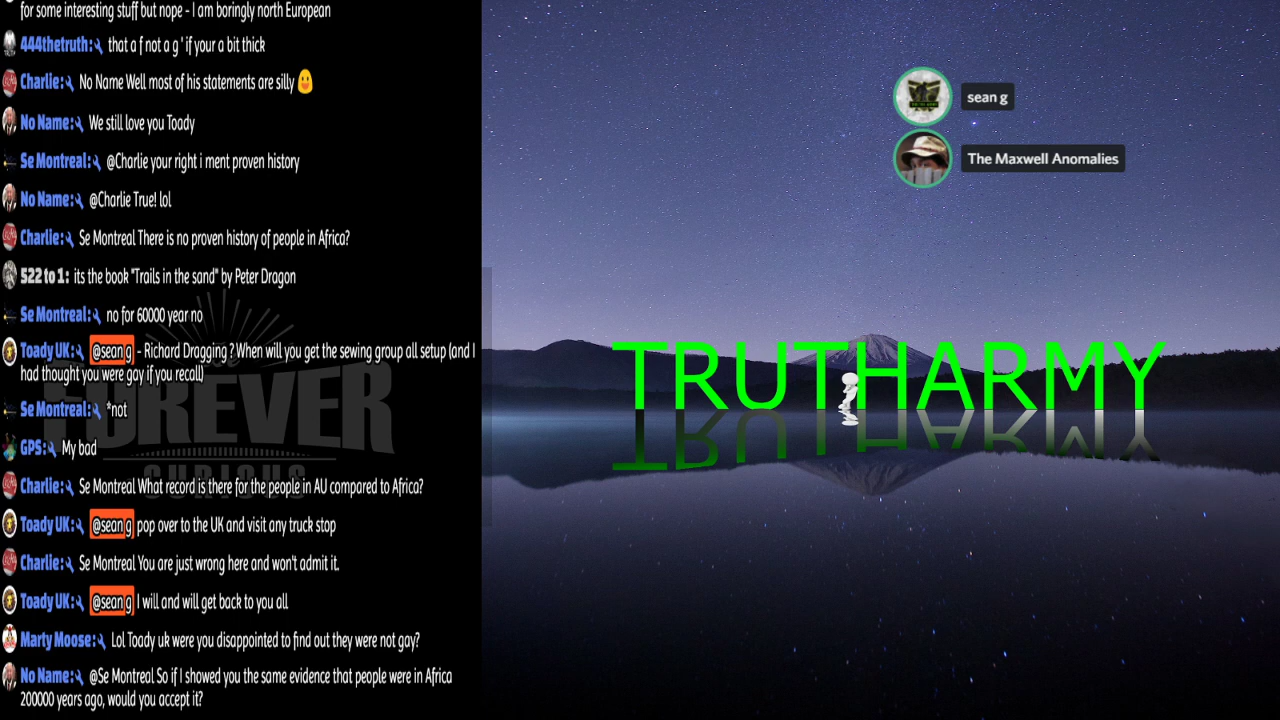 for some interesting stuff but nope - I am boringly north European
444thetruth: that a f not a g ' if your a bit thick
Charlie: No Name Well most of his statements are silly
No Name: We still love you Toady
Se Montreal: @Charlie your right i ment proven history
No Name: @Charlie True! lol
Charlie: Se Montreal There is no proven history of people in Africa?
522 to 1: its the book "Trails in the sand" by Peter Dragon
Se Montreal: no for 60000 year no
Toady UK: @sean g - Richard Dragging ? When will you get the sewing group all setup (and I
had thought you were gay if you recall)
Se Montreal: *not
GPS: My bad
Charlie: Se Montreal What record is there for the people in AU compared to Africa?
Toady UK: @sean g pop over to the UK and visit any truck stop
Charlie: Se Montreal You are just wrong here and won't admit it.
Toady UK: @sean g I will and will get back to you all
Marty Moose: Lol Toady uk were you disappointed to find out they were not gay?
No Name: @Se Montreal So if I showed you the same evidence that people were in Africa
200000 years ago, would you accept it?
FOREVER
CURIOUS
sean g
The Maxwell Anomalies
TRUTHARMY